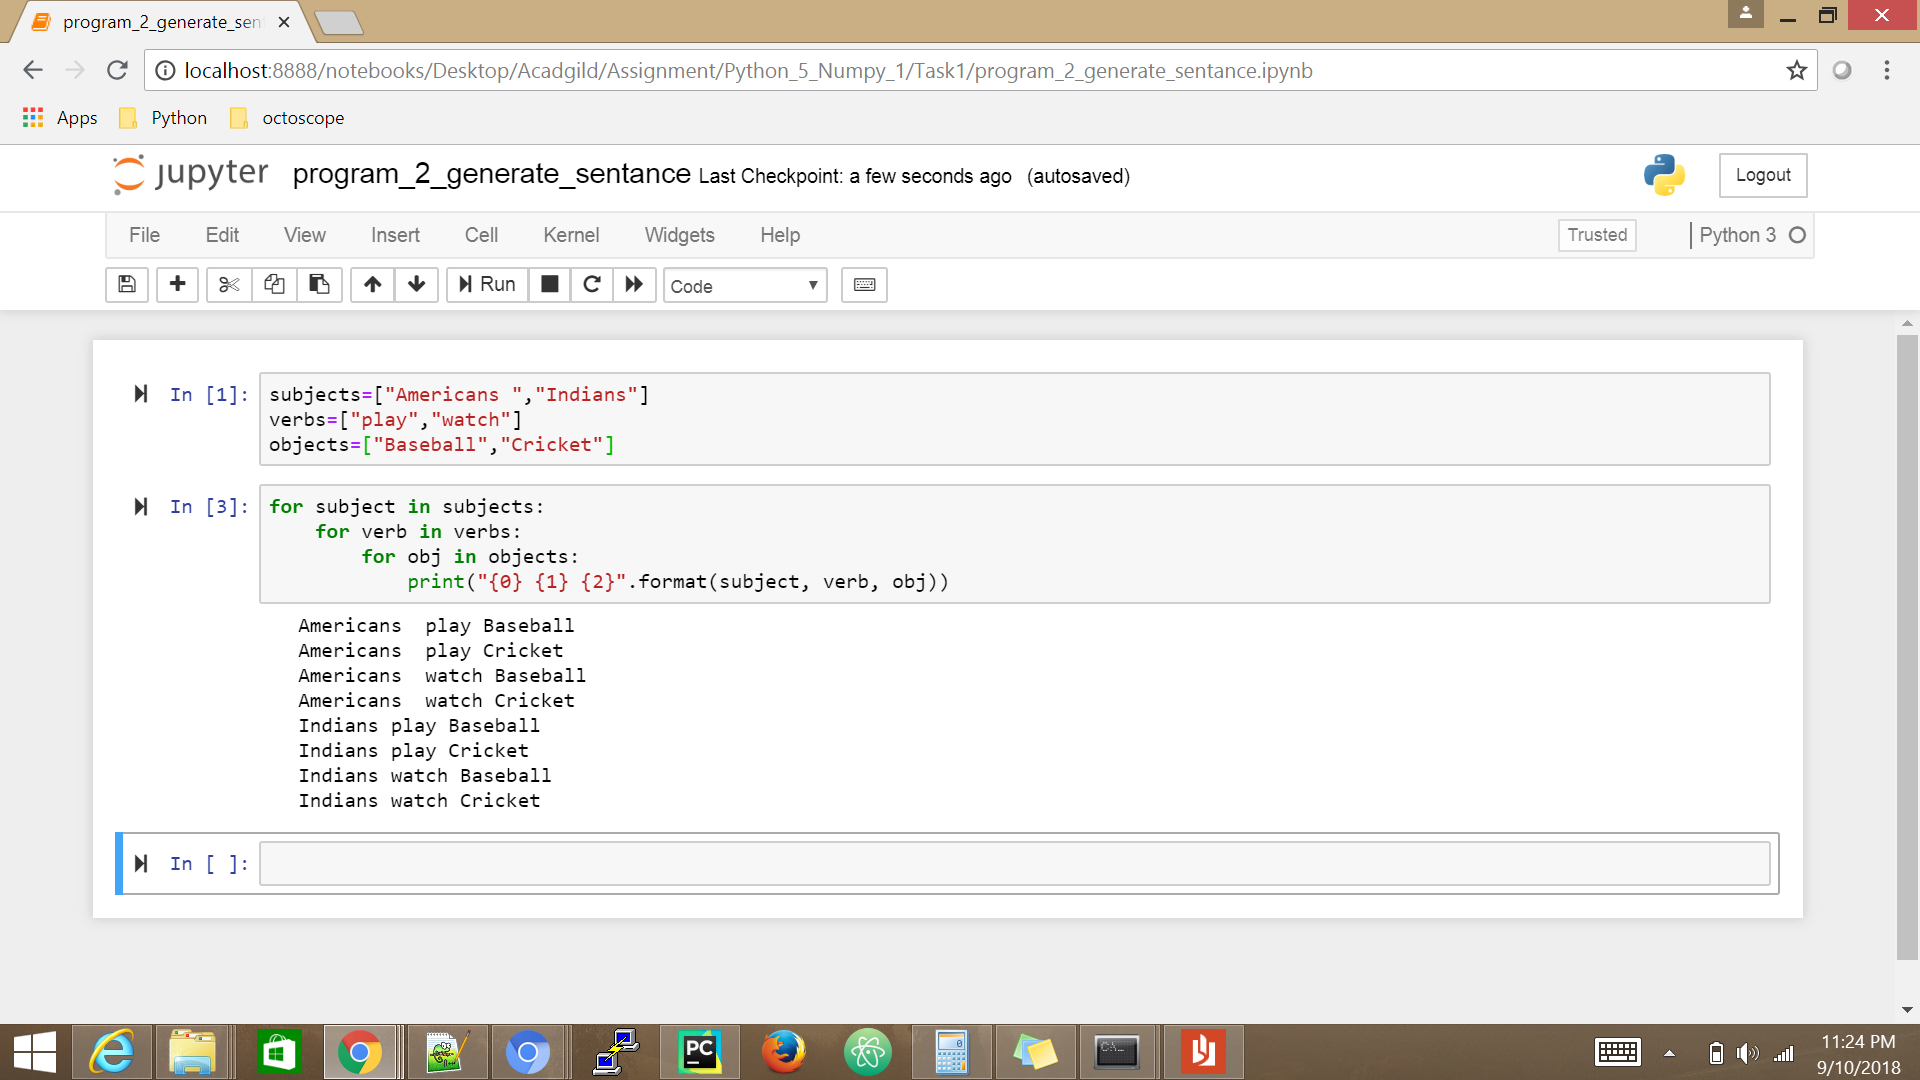 program_2_generate_sen
localhost:8888/notebooks/Desktop/Acadgild/Assignment/Python_5_Numpy_1/Task1/program_2_generate_sentance.ipynb
Apps Python octoscope
jupyter program_2_generate_sentance Last Checkpoint: a few seconds ago (autosaved) Logout
File Edit View Insert Cell Kernel Widgets Help Trusted Python 3
Run Code
In [1]: subjects=["Americans ","Indians"]
verbs=["play","watch"]
objects=["Baseball","Cricket"]
In [3]: for subject in subjects:
    for verb in verbs:
        for obj in objects:
            print("{0} {1} {2}".format(subject, verb, obj))
Americans  play Baseball
Americans  play Cricket
Americans  watch Baseball
Americans  watch Cricket
Indians play Baseball
Indians play Cricket
Indians watch Baseball
Indians watch Cricket
In [ ]:
PC
11:24 PM
9/10/2018